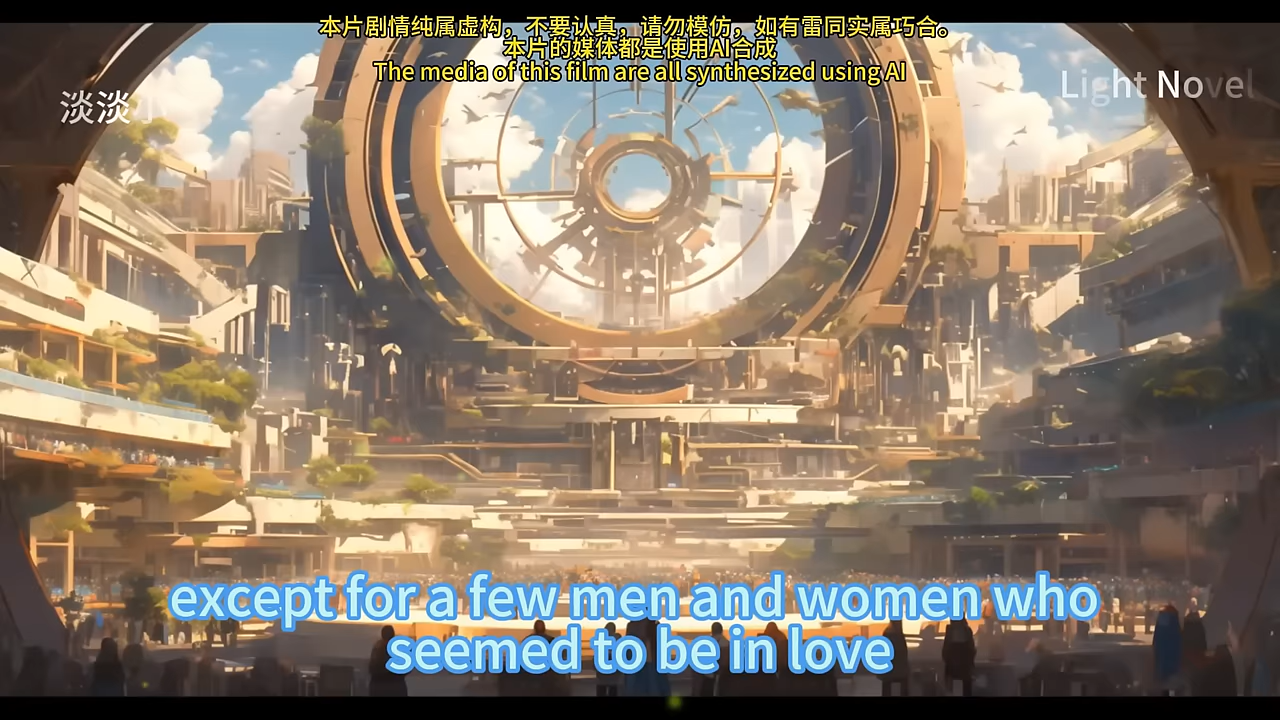 本片剧情纯属虚构，不要认真，请勿模仿，如有雷同实属巧合。
本片的媒体都是使用AI合成
The media of this film are all synthesized using AI
淡淡
Light Novel
except for a few men and women who
seemed to be in love